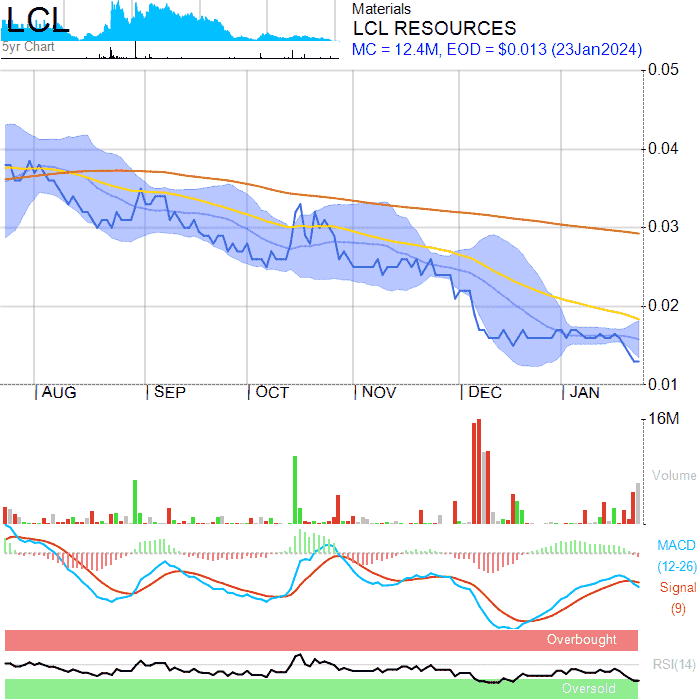 LCL
5yr Chart
Materials
LCL RESOURCES
MC = 12.4M, EOD = $0.013 (23Jan2024)
0.05
0.04
0.03
0.02
0.01
AUG SEP OCT NOV DEC JAN
16M
Volume
MACD
(12-26)
Signal
(9)
Overbought
RSI(14)
Oversold